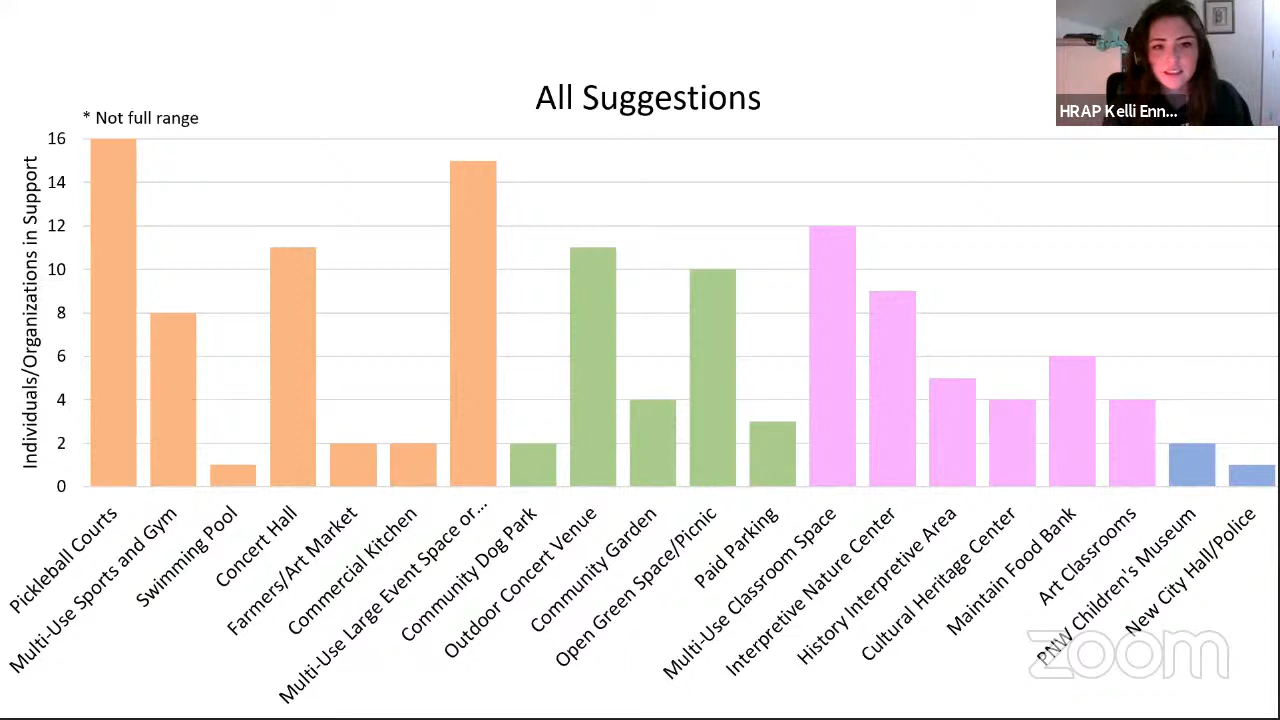 HRAP Kelli Enn...
All Suggestions
* Not full range
Individuals/Organizations in Support
16
14
12
10
8
6
4
2
0
Pickleball Courts
Multi-Use Sports and Gym
Swimming Pool
Concert Hall
Farmers/Art Market
Commercial Kitchen
Multi-Use Large Event Space or...
Community Dog Park
Outdoor Concert Venue
Community Garden
Open Green Space/Picnic
Paid Parking
Multi-Use Classroom Space
Interpretive Nature Center
History Interpretive Area
Cultural Heritage Center
Maintain Food Bank
Art Classrooms
PNW Children's Museum
New City Hall/Police
zoom